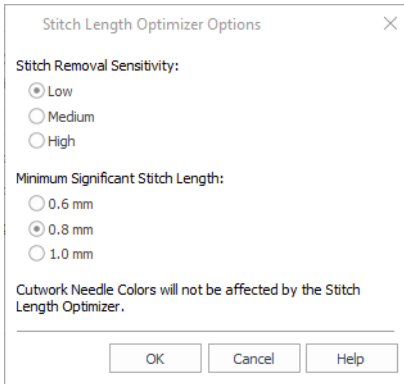 Stitch Length Optimizer Options
Stitch Removal Sensitivity:
Low
Medium
High
Minimum Significant Stitch Length:
0.6 mm
0.8 mm
1.0 mm
Cutwork Needle Colors will not be affected by the Stitch
Length Optimizer.
OK Cancel Help